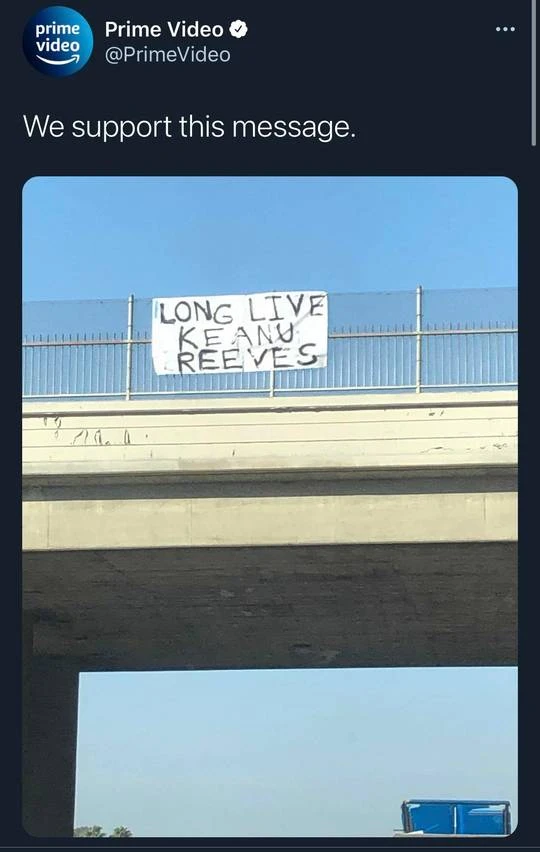 prime
video
Prime Video
@PrimeVideo
We support this message.
LONG LIVE
KEANU
REEVES